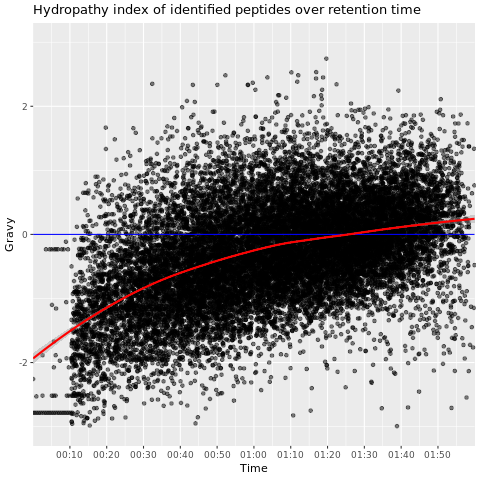 Hydropathy index of identified peptides over retention time
Gravy
2
0
-2
00:10 00:20 00:30 00:40 00:50 01:00 01:10 01:20 01:30 01:40 01:50
Time